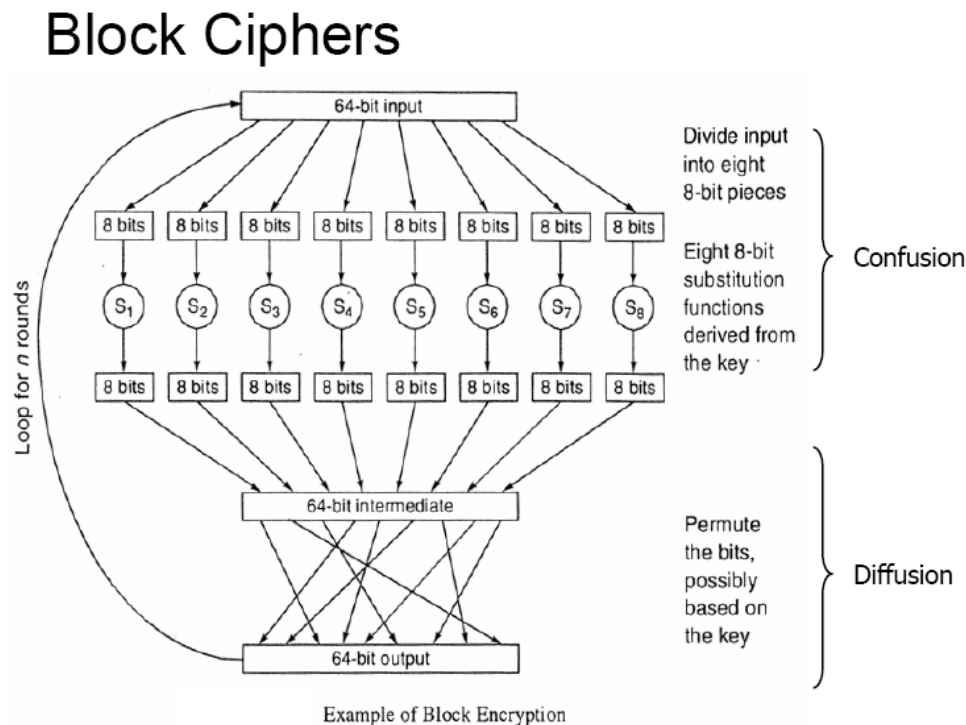 Block Ciphers
64-bit input
Divide input
into eight
8-bit pieces
8 bits 8 bits 8 bits 8 bits 8 bits 8 bits 8 bits 8 bits
Eight 8-bit
substitution
functions
derived from
the key
Confusion
S1 S2 S3 S4 S5 S6 S7 S8
Loop for n rounds
8 bits 8 bits 8 bits 8 bits 8 bits 8 bits 8 bits 8 bits
64-bit intermediate
Permute
the bits,
possibly
based on
the key
Diffusion
64-bit output
Example of Block Encryption